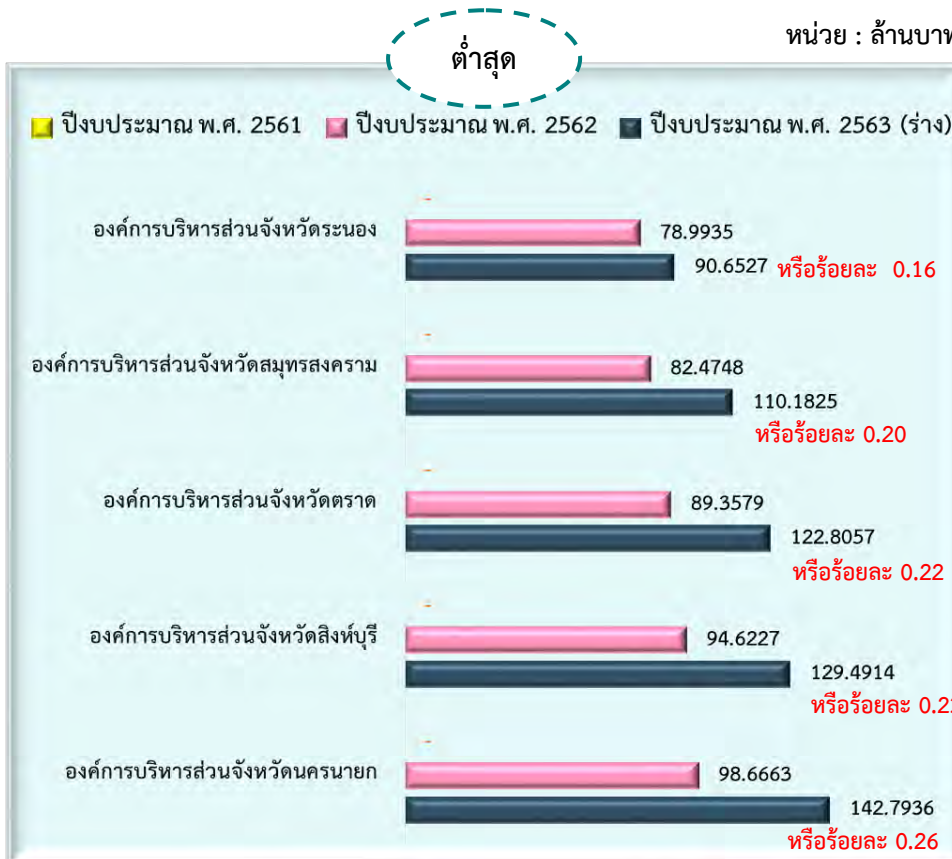 ต่ำสุด
หน่วย : ล้านบาท
ปีงบประมาณ พ.ศ. 2561 ปีงบประมาณ พ.ศ. 2562 ปีงบประมาณ พ.ศ. 2563 (ร่าง)
-
องค์การบริหารส่วนจังหวัดระนอง 78.9935
90.6527 หรือร้อยละ 0.16
-
องค์การบริหารส่วนจังหวัดสมุทรสงคราม 82.4748
110.1825
หรือร้อยละ 0.20
-
องค์การบริหารส่วนจังหวัดตราด 89.3579
122.8057
หรือร้อยละ 0.22
-
องค์การบริหารส่วนจังหวัดสิงห์บุรี 94.6227
129.4914
หรือร้อยละ
-
องค์การบริหารส่วนจังหวัดนครนายก 98.6663
142.7936
หรือร้อยละ 0.26